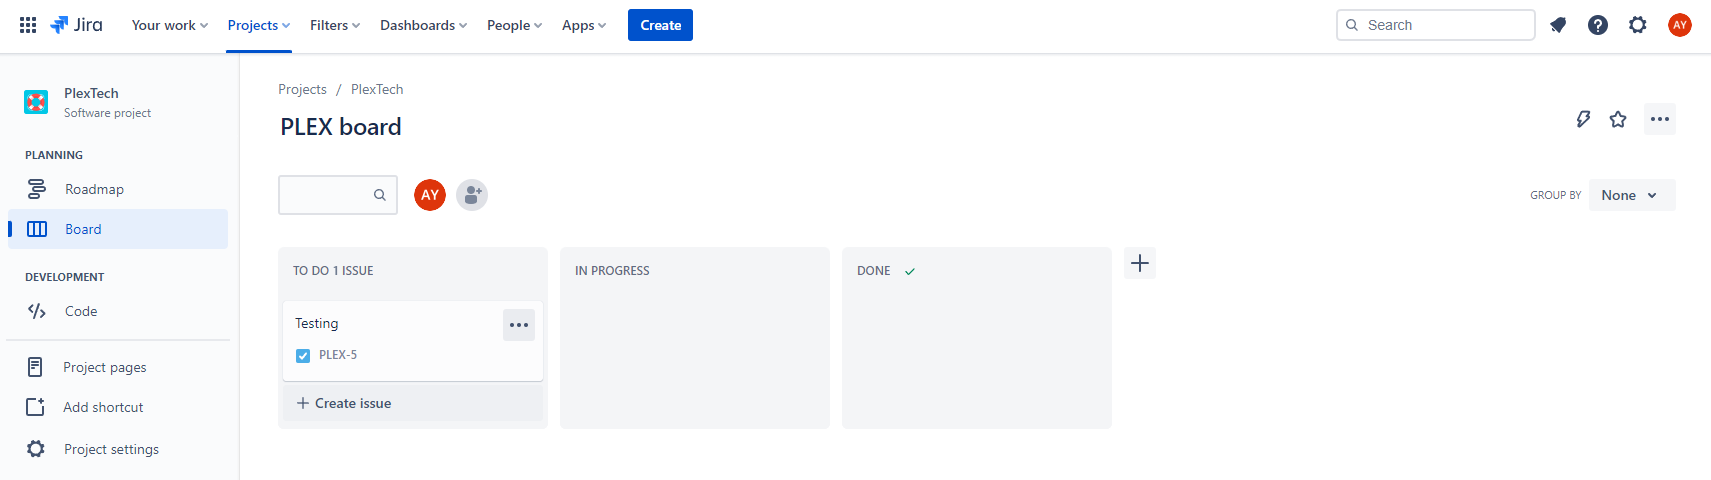 Jira Your work Projects Filters Dashboards People Apps Create Search AY
PlexTech
Software project
PLANNING
Roadmap
Board
DEVELOPMENT
Code
Project pages
Add shortcut
Project settings
Projects / PlexTech
PLEX board
AY
GROUP BY None
TO DO 1 ISSUE
Testing
PLEX-5
Create issue
IN PROGRESS
DONE